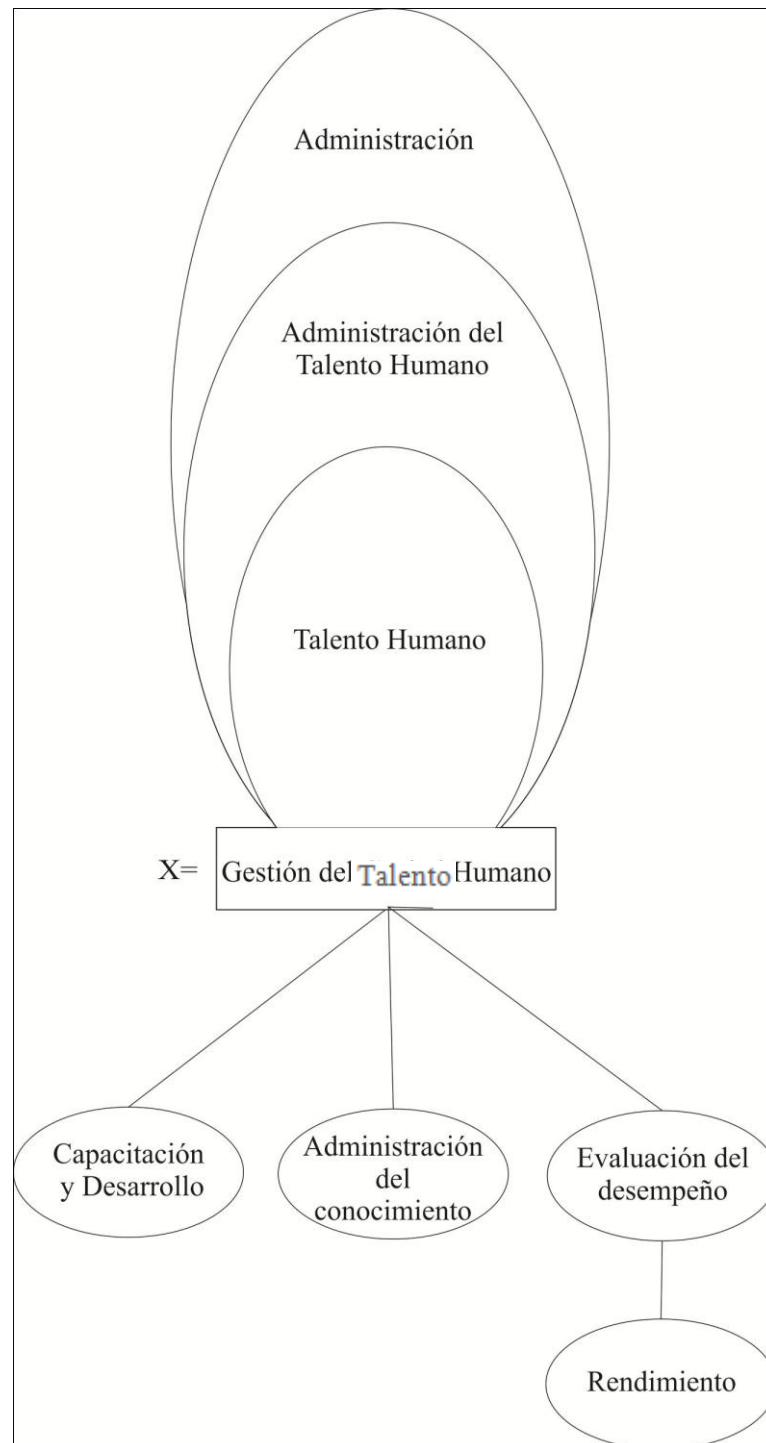 Administración
Administración del
Talento Humano
Talento Humano
X=
Gestión del Talento Humano
Capacitación
y Desarrollo
Administración
del
conocimiento
Evaluación del
desempeño
Rendimiento